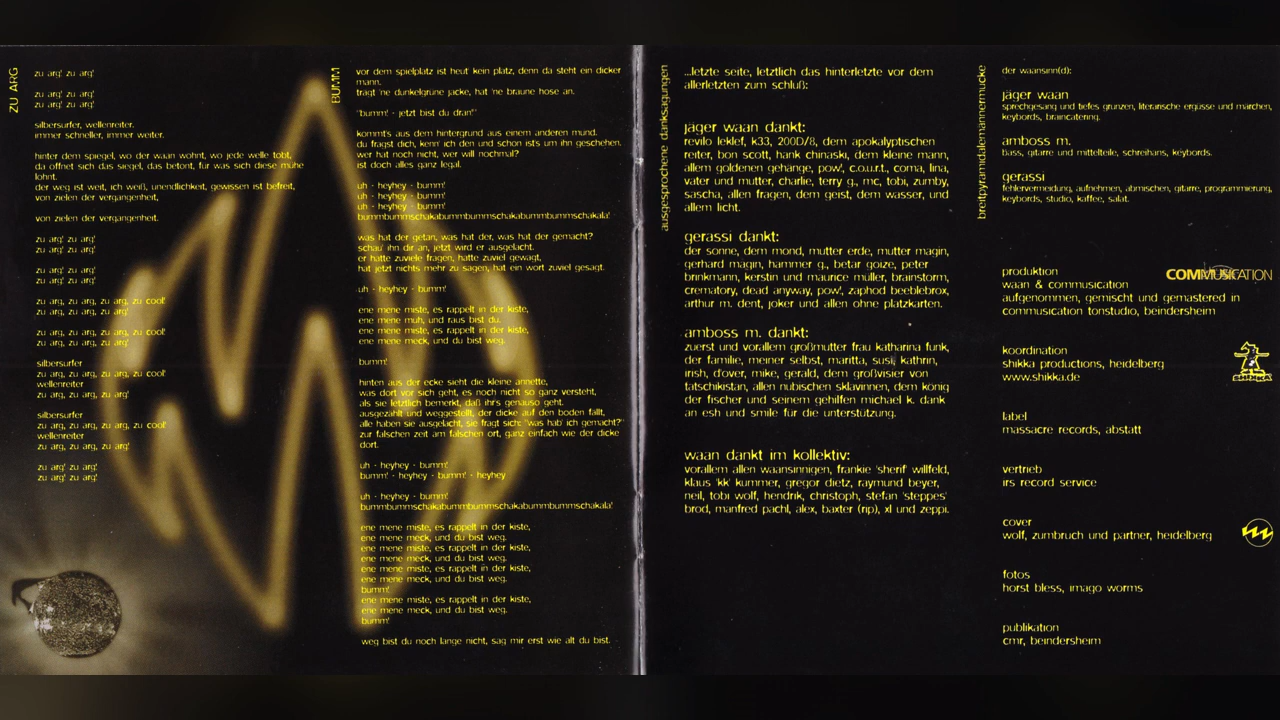 ZU ARG
zu arg! zu arg!
zu arg! zu arg!
zu arg! zu arg!
silbersurfer, wellenreiter.
immer schneller, immer weiter.
hinter dem spiegel, wo der waan wohnt, wo jede welle tobt,
da öffnet sich das siegel, das betont, für was sich diese mühe
lohnt.
der weg ist weit, ich weiß, unendlichkeit, gewissen ist befreit,
von zielen der vergangenheit,
von zielen der vergangenheit.
zu arg! zu arg!
zu arg! zu arg!
zu arg! zu arg!
zu arg! zu arg!
zu arg, zu arg, zu arg, zu cool!
zu arg, zu arg, zu arg!
zu arg, zu arg, zu arg, zu cool!
zu arg, zu arg, zu arg!
silbersurfer
zu arg, zu arg, zu arg, zu cool!
wellenreiter
zu arg, zu arg, zu arg!
silbersurfer
zu arg, zu arg, zu arg, zu cool!
wellenreiter
zu arg, zu arg, zu arg!
zu arg! zu arg!
zu arg! zu arg!
BUMM
vor dem spielplatz ist heut' kein platz, denn da steht ein dicker
mann.
trägt 'ne dunkelgrüne jacke, hat 'ne braune hose an.
"bumm! - jetzt bist du dran!"
kommt's aus dem hintergrund aus einem anderen mund.
du fragst dich, kenn' ich den und schon ist's um ihn geschehen.
wer hat noch nicht, wer will nochmal?
ist doch alles ganz legal.
uh - heyhey - bumm!
uh - heyhey - bumm!
uh - heyhey - bumm!
bummbummschakabummbummschakabummbummschakala!
was hat der getan, was hat der, was hat der gemacht?
schau' ihn dir an, jetzt wird er ausgelacht.
er hatte zuviele fragen, hatte zuviel gewagt,
hat jetzt nichts mehr zu sagen, hat ein wort zuviel gesagt.
uh - heyhey - bumm!
ene mene miste, es rappelt in der kiste,
ene mene muh, und raus bist du.
ene mene miste, es rappelt in der kiste,
ene mene meck, und du bist weg.
bumm!
hinten aus der ecke sieht die kleine annette,
was dort vor sich geht, es noch nicht so ganz versteht,
als sie letztlich bemerkt, daß ihr's genauso geht.
ausgezählt und weggestellt, der dicke auf den boden fällt,
alle haben sie ausgelacht, sie fragt sich: "was hab' ich gemacht?"
zur falschen zeit am falschen ort, ganz einfach wie der dicke
dort.
uh - heyhey - bumm!
bumm! - heyhey - bumm! - heyhey
uh - heyhey - bumm!
bummbummschakabummbummschakabummbummschakala!
ene mene miste, es rappelt in der kiste,
ene mene meck, und du bist weg.
ene mene miste, es rappelt in der kiste,
ene mene meck, und du bist weg.
ene mene miste, es rappelt in der kiste,
ene mene meck, und du bist weg.
bumm!
ene mene miste, es rappelt in der kiste,
ene mene meck, und du bist weg.
bumm!
weg bist du noch lange nicht, sag mir erst wie alt du bist.
ausgesprochene danksagungen
...letzte seite, letztlich das hinterletzte vor dem
allerletzten zum schluß):
jäger waan dankt:
revilo leklef, k33, 200D/8, dem apokalyptischen
reiter, bon scott, hank chinaski, dem kleine mann,
allem goldenen gehänge, pow!, c.o.u.r.t., coma, lina,
vater und mutter, charlie, terry g., mc, tobi, zumby,
sascha, allen fragen, dem geist, dem wasser, und
allem licht.
gerassi dankt:
der sonne, dem mond, mutter erde, mutter magin,
gerhard magin, hammer g., betar goize, peter
brinkmann, kerstin und maurice müller, brainstorm,
crematory, dead anyway, pow!, zaphod beeblebrox,
arthur m. dent, joker und allen ohne platzkarten.
amboss m. dankt:
zuerst und vorallem großmutter frau katharina funk,
der familie, meiner selbst, maritta, susi, kathrin,
irish, d'over, mike, gerald, dem großvisier von
tatschikistan, allen nubischen sklavinnen, dem könig
der fischer und seinem gehilfen michael k. dank
an esh und smile für die unterstützung.
waan dankt im kollektiv:
vorallem allen waansinnigen, frankie 'sherif' willfeld,
klaus 'kk' kummer, gregor dietz, raymund beyer,
neil, tobi wolf, hendrik, christoph, stefan 'steppes'
brod, manfred pachl, alex, baxter (rip), xl und zeppi.
breitpyramidalemännermucke
der waansinn(d):
jäger waan
sprechgesang und tiefes grunzen, literarische ergüsse und märchen,
keybords, braincatering.
amboss m.
bass, gitarre und mittelteile, schreihans, keybords.
gerassi
fehlervermeidung, aufnehmen, abmischen, gitarre, programmierung,
keybords, studio, kaffee, salat.
produktion
waan & commusication
aufgenommen, gemischt und gemastered in
commusication tonstudio, beindersheim
COMMUSICATION
koordination
shikka productions, heidelberg
www.shikka.de
SHIKKA
label
massacre records, abstatt
vertrieb
irs record service
cover
wolf, zumbruch und partner, heidelberg
fotos
horst bless, imago worms
publikation
cmr, beindersheim